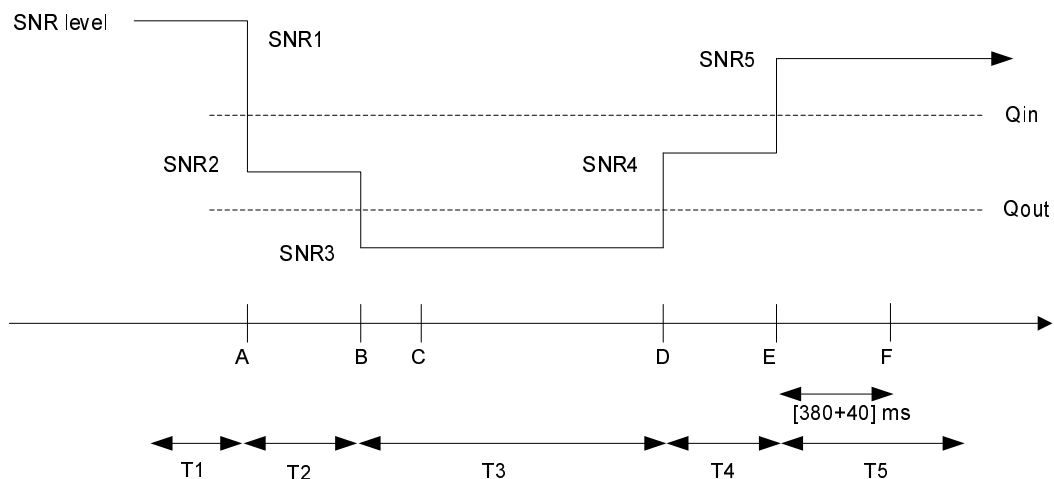 SNR level
SNR1
SNR5
Qin
SNR2
SNR4
Qout
SNR3
A
B
C
D
E
F
[380+40] ms
T1
T2
T3
T4
T5